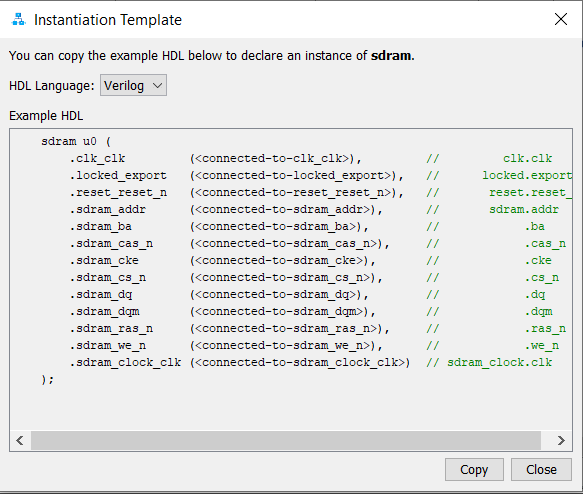 Instantiation Template
You can copy the example HDL below to declare an instance of sdram.
HDL Language: Verilog
Example HDL
sdram u0 (
.clk_clk (<connected-to-clk_clk>), // clk.clk
.locked_export (<connected-to-locked_export>), // locked.export
.reset_reset_n (<connected-to-reset_reset_n>), // reset.reset_
.sdram_addr (<connected-to-sdram_addr>), // sdram.addr
.sdram_ba (<connected-to-sdram_ba>), // .ba
.sdram_cas_n (<connected-to-sdram_cas_n>), // .cas_n
.sdram_cke (<connected-to-sdram_cke>), // .cke
.sdram_cs_n (<connected-to-sdram_cs_n>), // .cs_n
.sdram_dq (<connected-to-sdram_dq>), // .dq
.sdram_dqm (<connected-to-sdram_dqm>), // .dqm
.sdram_ras_n (<connected-to-sdram_ras_n>), // .ras_n
.sdram_we_n (<connected-to-sdram_we_n>), // .we_n
.sdram_clock_clk (<connected-to-sdram_clock_clk>) // sdram_clock.clk
);
Copy Close